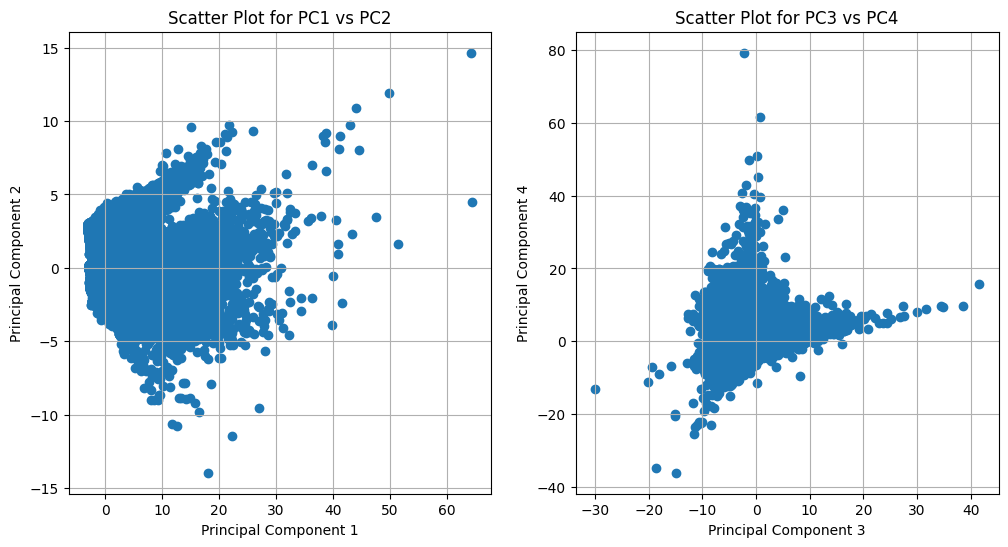 Scatter Plot for PC1 vs PC2
15
10
5
0
−5
−10
−15
0 10 20 30 40 50 60
Principal Component 2
Principal Component 1
Scatter Plot for PC3 vs PC4
80
60
40
20
0
−20
−40
−30 −20 −10 0 10 20 30 40
Principal Component 4
Principal Component 3